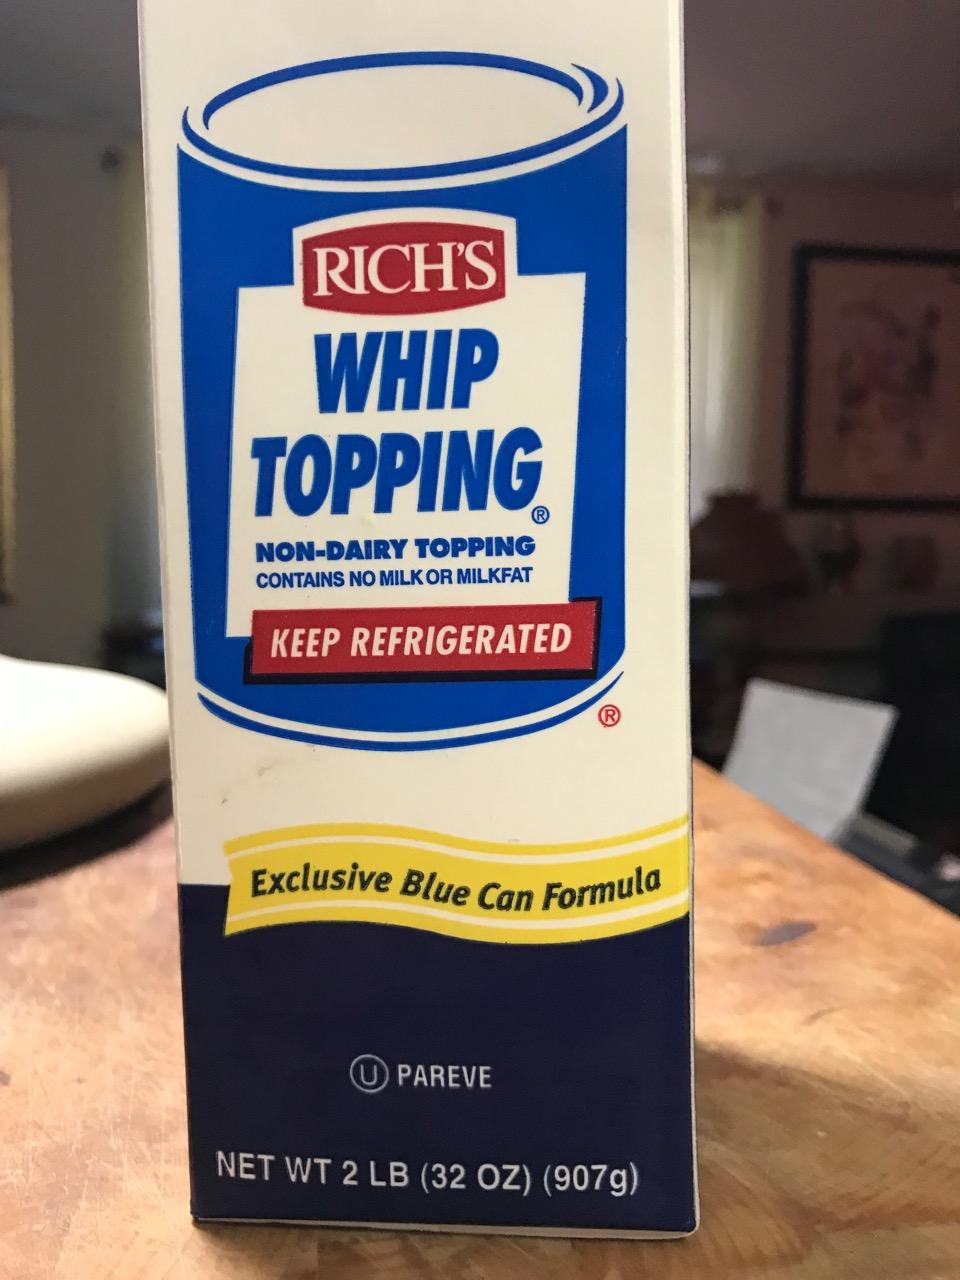 RICH'S
WHIP
TOPPING®
NON-DAIRY TOPPING
CONTAINS NO MILK OR MILKFAT
KEEP REFRIGERATED
®
Exclusive Blue Can Formula
U PAREVE
NET WT 2 LB (32 OZ) (907g)